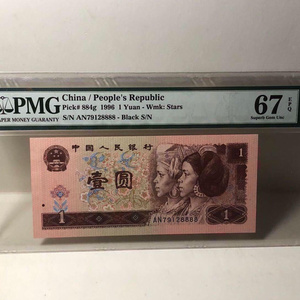 PMG
PAPER MONEY GUARANTY
China / People's Republic
Pick# 884g 1996 1 Yuan - Wmk: Stars
S/N AN79128888 - Black S/N
67 EPQ
Superb Gem Unc
中国人民银行
1
壹圆
1
AN79128888
1